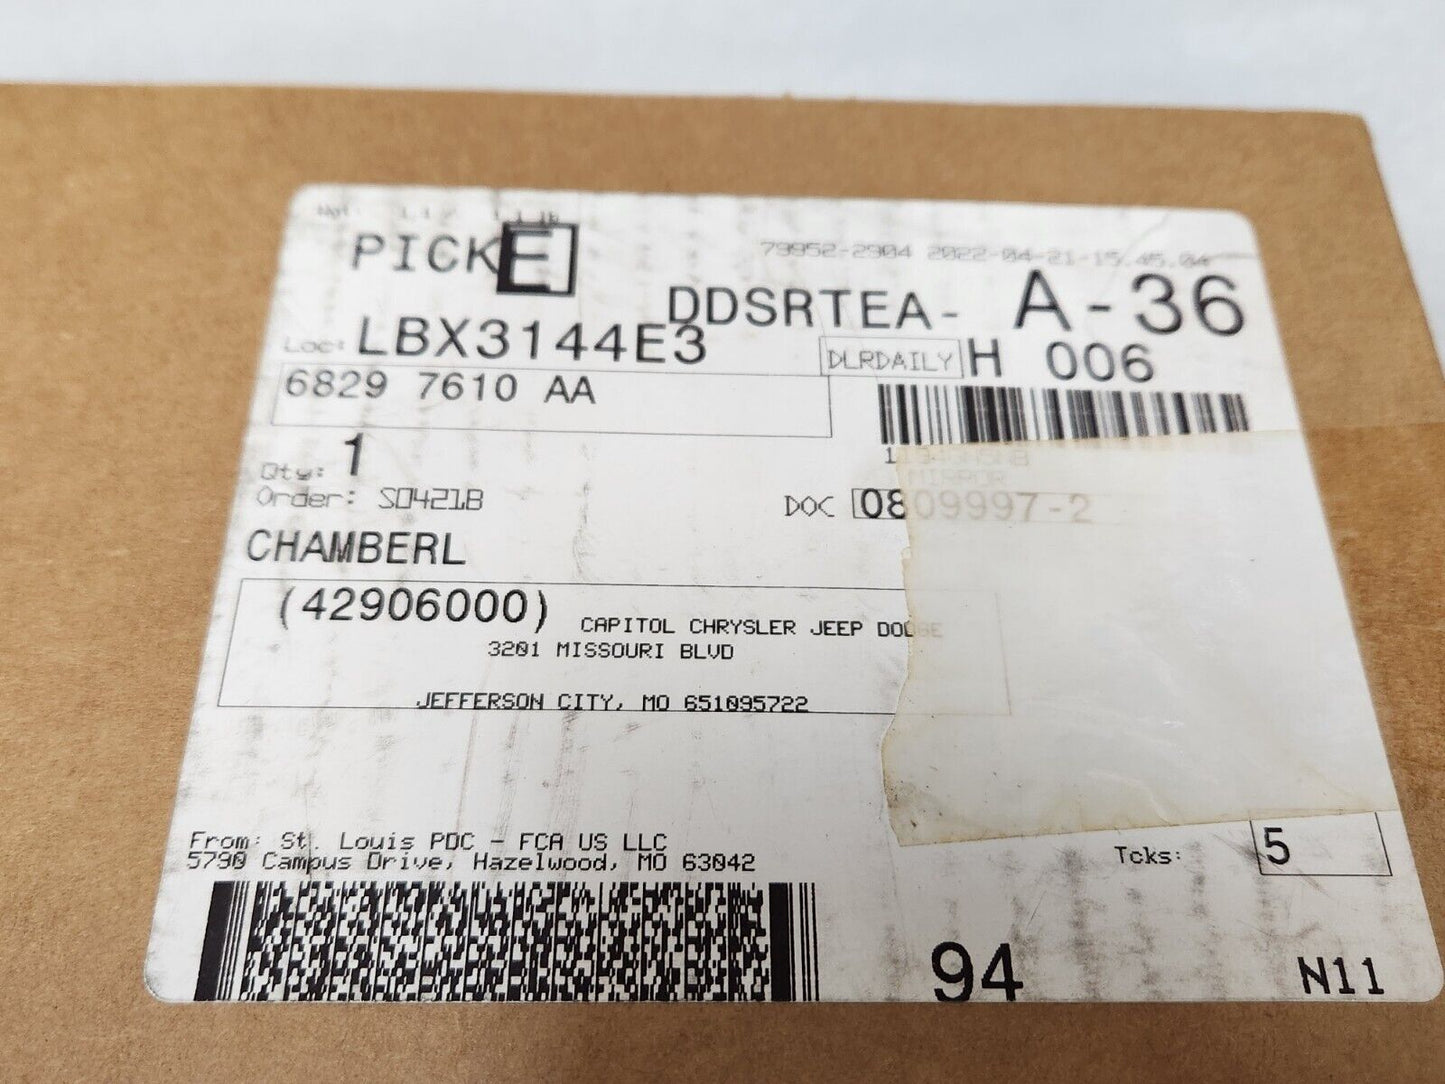 PICK E
79952-2904 2022-04-21-15.45.04
DDSRTEA- A-36
Loc: LBX3144E3
DLRDAILY H 006
6829 7610 AA
Qty: 1
MIRROR
Order: S0421B
DOC 0809997-2
CHAMBERL
(42906000) CAPITOL CHRYSLER JEEP DODGE
3201 MISSOURI BLVD
JEFFERSON CITY, MO 651095722
From: St. Louis PDC - FCA US LLC
5790 Campus Drive, Hazelwood, MO 63042
Tcks: 5
94
N11